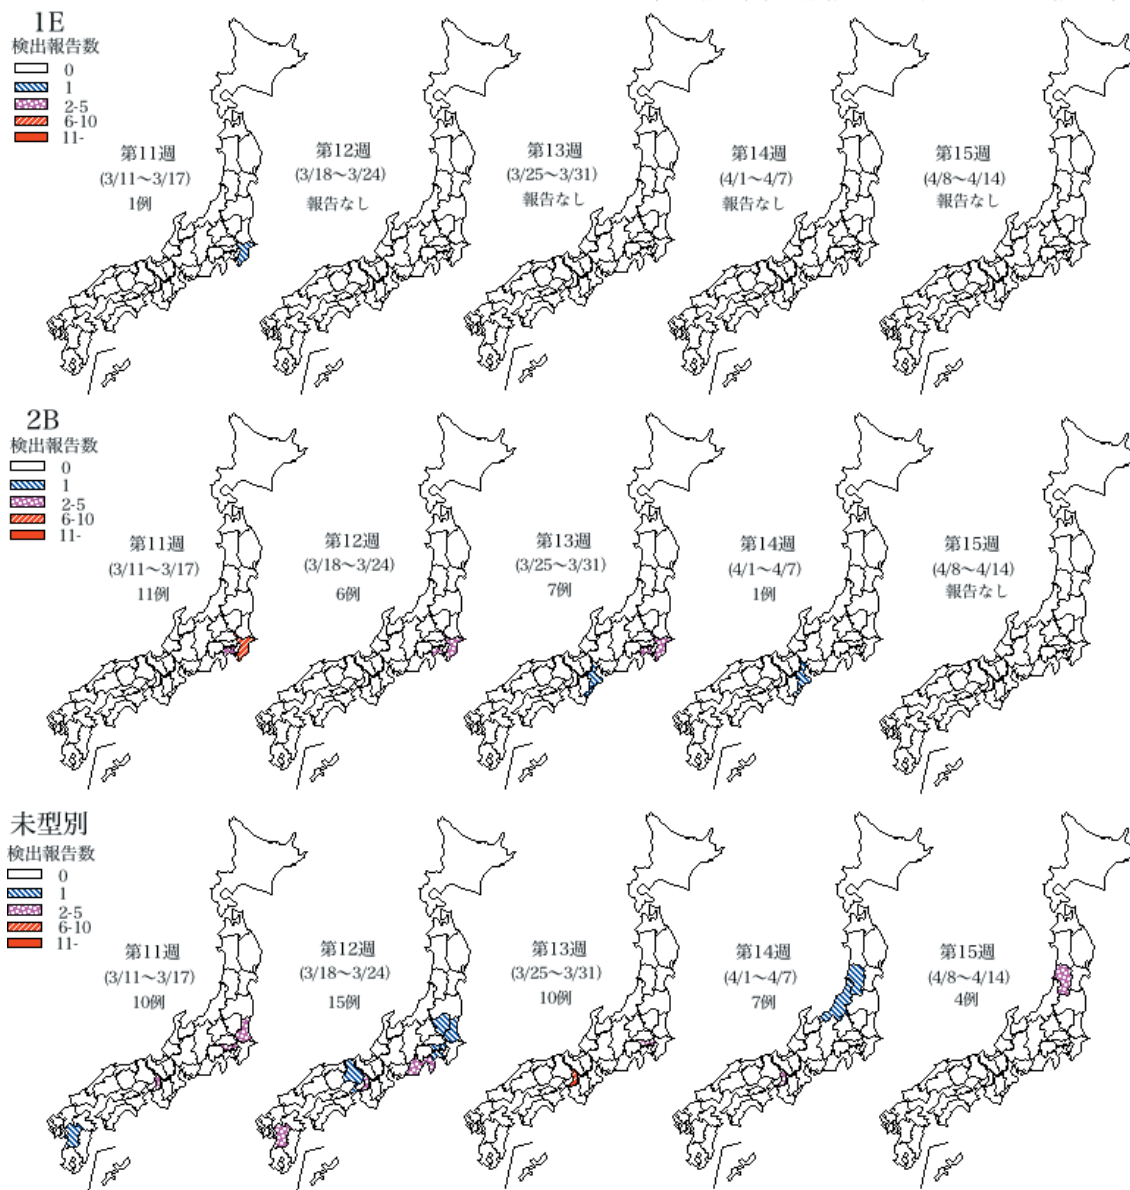 1E
検出報告数
0
1
2-5
6-10
11-
第11週
(3/11～3/17)
1例
第12週
(3/18～3/24)
報告なし
第13週
(3/25～3/31)
報告なし
第14週
(4/1～4/7)
報告なし
第15週
(4/8～4/14)
報告なし
2B
検出報告数
0
1
2-5
6-10
11-
第11週
(3/11～3/17)
11例
第12週
(3/18～3/24)
6例
第13週
(3/25～3/31)
7例
第14週
(4/1～4/7)
1例
第15週
(4/8～4/14)
報告なし
未型別
検出報告数
0
1
2-5
6-10
11-
第11週
(3/11～3/17)
10例
第12週
(3/18～3/24)
15例
第13週
(3/25～3/31)
10例
第14週
(4/1～4/7)
7例
第15週
(4/8～4/14)
4例